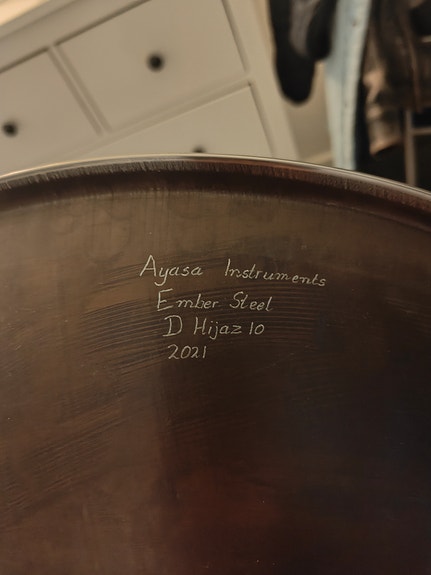 Ayasa Instruments
Ember Steel
D Hijaz 10
2021